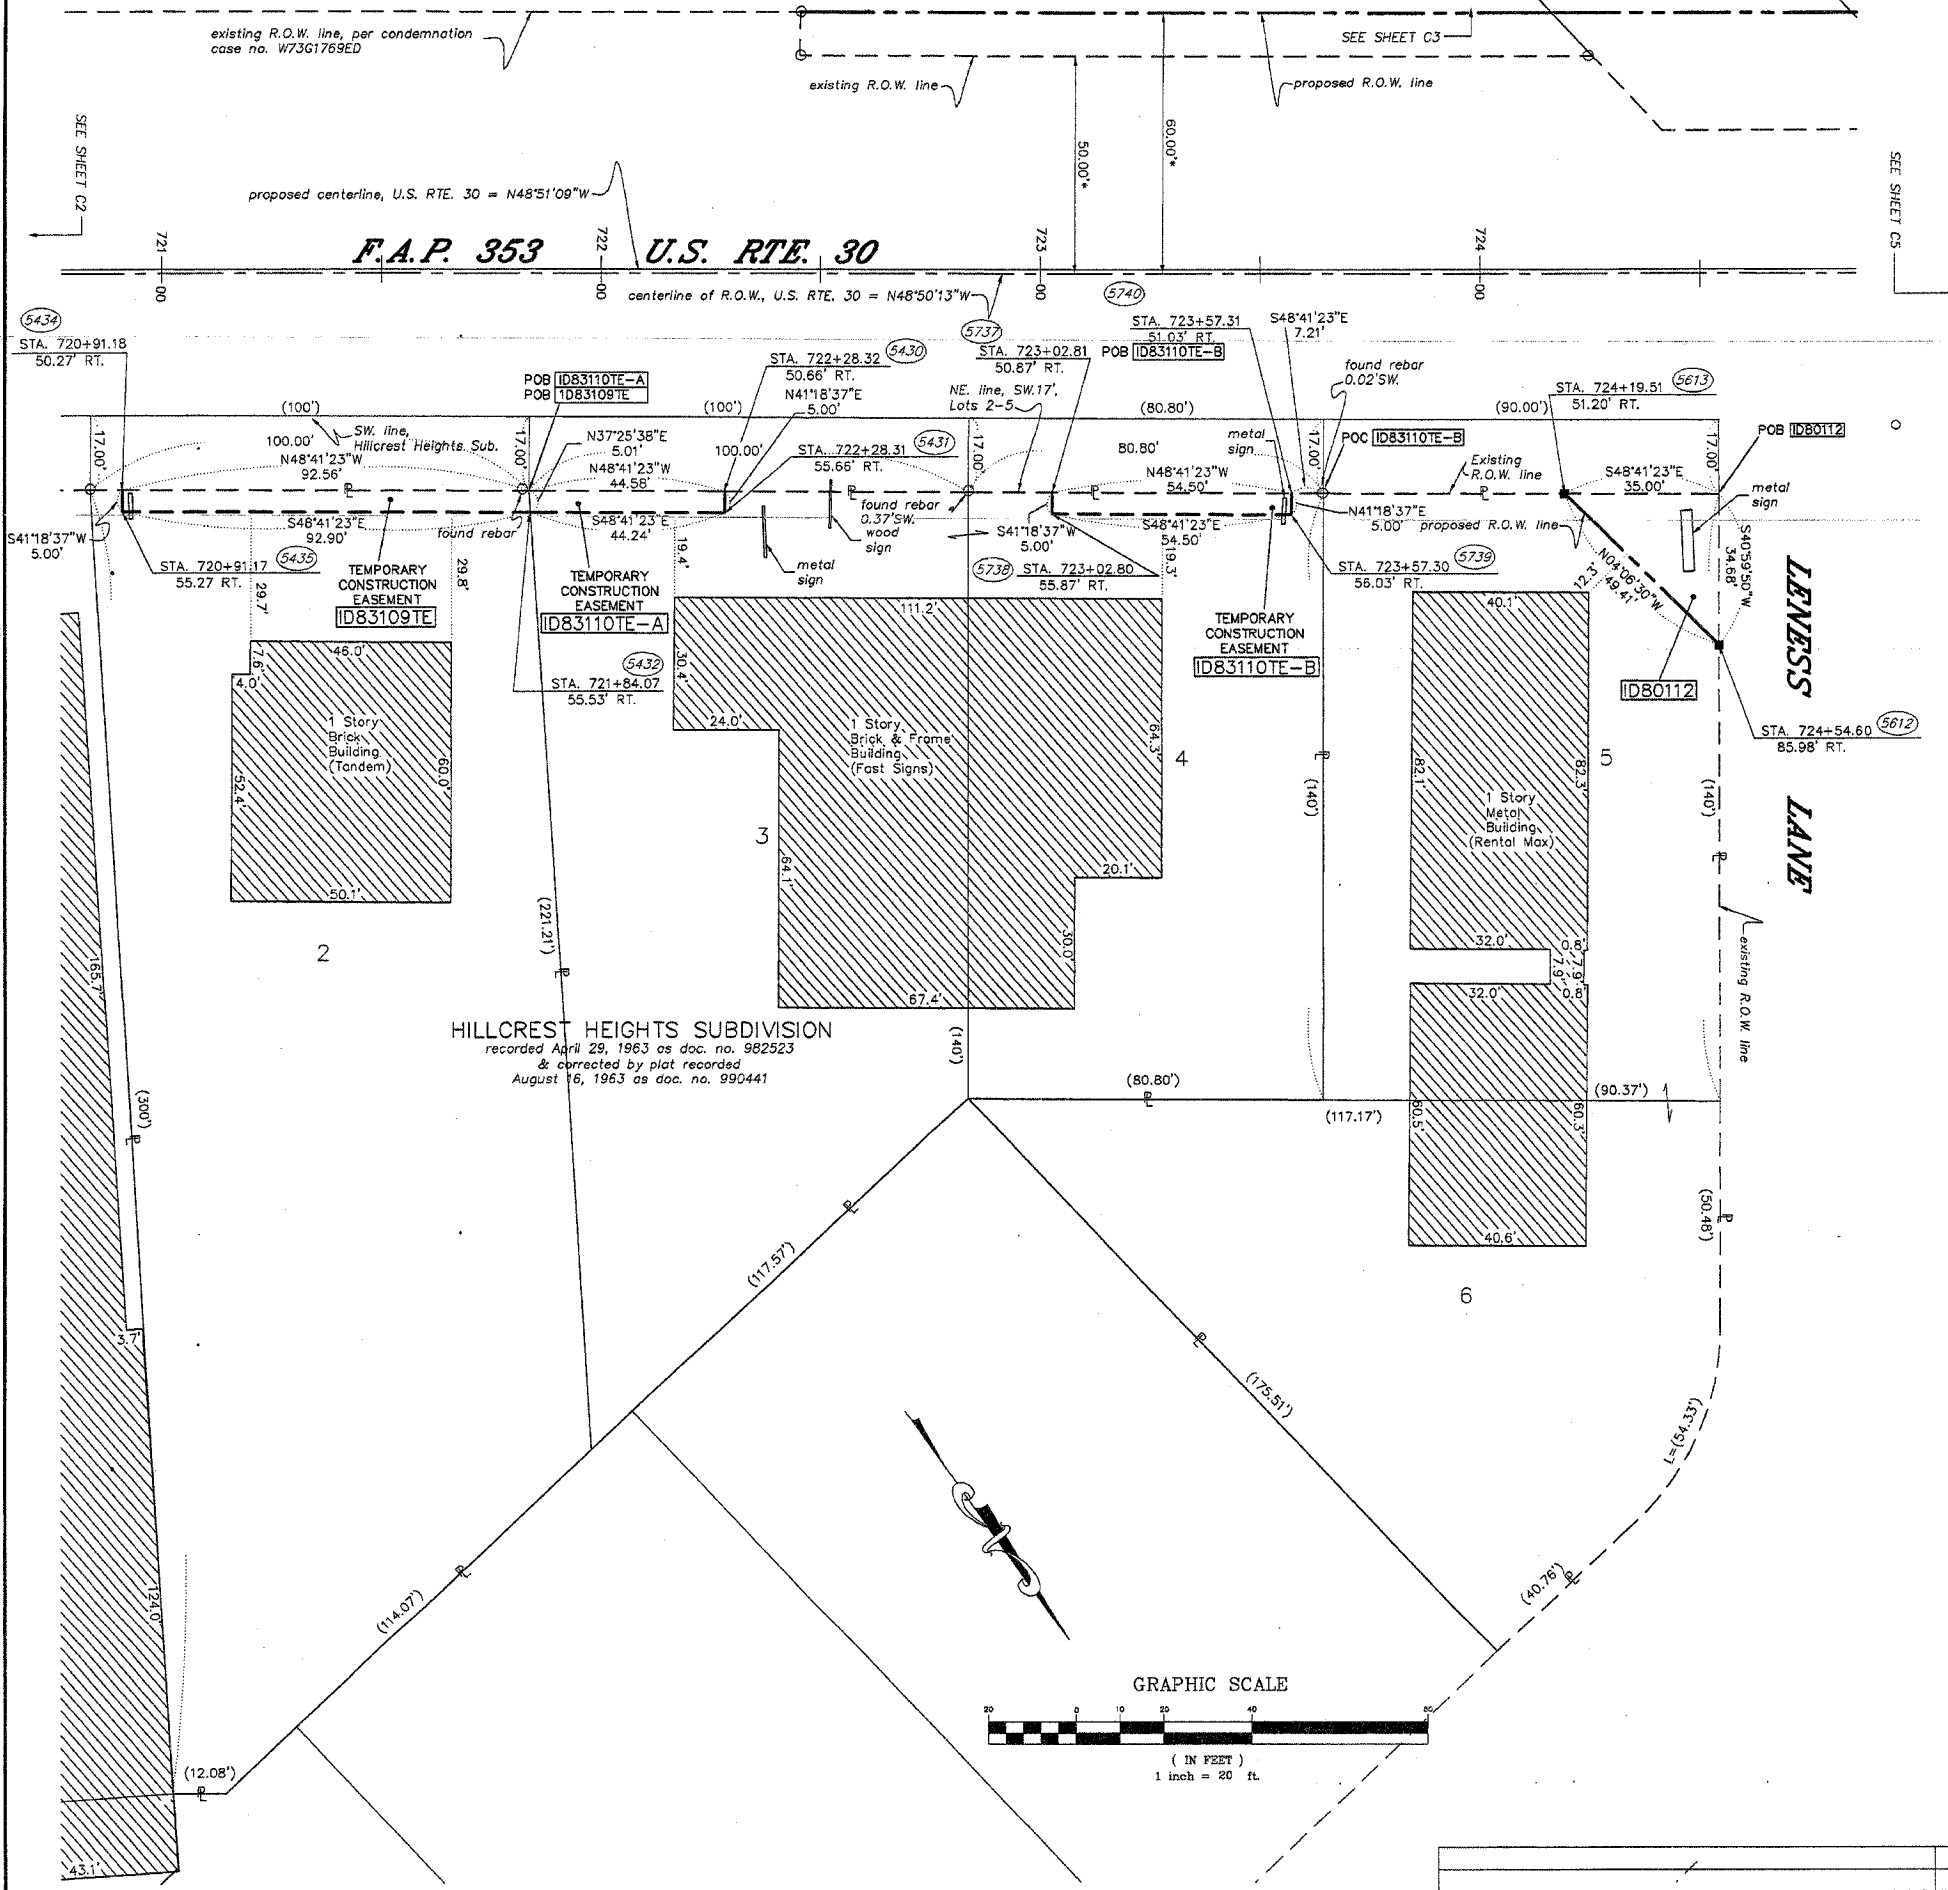 existing R.O.W. line, per condemnation
case no. W73G1769ED
SEE SHEET C3
existing R.O.W. line
proposed R.O.W. line
SEE SHEET C2
50.00'*
60.00'*
SEE SHEET C5
proposed centerline, U.S. RTE. 30 = N48°51'09"W
721
00
F.A.P. 353
722
00
U.S. RTE. 30
723
00
724
00
centerline of R.O.W., U.S. RTE. 30 = N48°50'13"W
5434
STA. 720+91.18
50.27' RT.
POB ID83110TE-A
POB ID83109TE
STA. 722+28.32
50.66' RT.
5430
N41°18'37"E
5.00'
5737
STA. 723+02.81
50.87' RT.
5740
STA. 723+57.31
51.03' RT.
POB ID83110TE-B
S48°41'23"E
7.21'
found rebar
0.02'SW.
STA. 724+19.51
51.20' RT.
5613
(100')
SW. line,
Hillcrest Heights Sub.
(100')
NE. line, SW.17',
Lots 2-5
(80.80')
(90.00')
17.00'
100.00'
N48°41'23"W
92.56'
17.00'
N37°25'38"E
5.01'
N48°41'23"W
44.58'
100.00'
STA. 722+28.31
55.66' RT.
5431
17.00'
80.80'
N48°41'23"W
54.50'
metal
sign
17.00'
POC ID83110TE-B
Existing
R.O.W. line
S48°41'23"E
35.00'
17.00'
POB ID80112
metal
sign
S41°18'37"W
5.00'
S48°41'23"E
92.90'
found rebar
S48°41'23"E
44.24'
metal
sign
found rebar
0.37'SW.
wood
sign
S41°18'37"W
5.00'
S48°41'23"E
54.50'
N41°18'37"E
5.00'
proposed R.O.W. line
STA. 720+91.17
55.27 RT.
5435
5738
STA. 723+02.80
55.87' RT.
STA. 723+57.30
56.03' RT.
5739
N04°06'30"W
49.41'
12.3'
S40°59'50"W
34.68'
LENESS LANE
TEMPORARY
CONSTRUCTION
EASEMENT
ID83109TE
TEMPORARY
CONSTRUCTION
EASEMENT
ID83110TE-A
TEMPORARY
CONSTRUCTION
EASEMENT
ID83110TE-B
ID80112
29.7'
29.8'
19.4'
19.3'
5432
STA. 721+84.07
55.53' RT.
5612
STA. 724+54.60
85.98' RT.
46.0'
7.6'
4.0'
1 Story
Brick
Building
(Tandem)
52.4'
60.0'
50.1'
111.2'
30.4'
24.0'
1 Story
Brick & Frame
Building
(Fast Signs)
64.3'
64.1'
20.1'
30.0'
67.4'
40.1'
82.1'
82.3'
1 Story
Metal
Building
(Rental Max)
32.0'
0.8'
7.9'
7.9'
32.0'
0.8'
60.5'
60.3'
40.6'
2
3
4
5
6
(221.21')
(140')
(140')
(140')
existing R.O.W. line
165.7'
(300')
HILLCREST HEIGHTS SUBDIVISION
recorded April 29, 1963 as doc. no. 982523
& corrected by plat recorded
August 16, 1963 as doc. no. 990441
(80.80')
(117.17')
(90.37')
(50.48')
(117.57')
(175.51')
L=(54.33')
(40.76')
3.7'
124.0'
(114.07')
(12.08')
43.1'
GRAPHIC SCALE
20 0 10 20 40 80
( IN FEET )
1 inch = 20 ft.